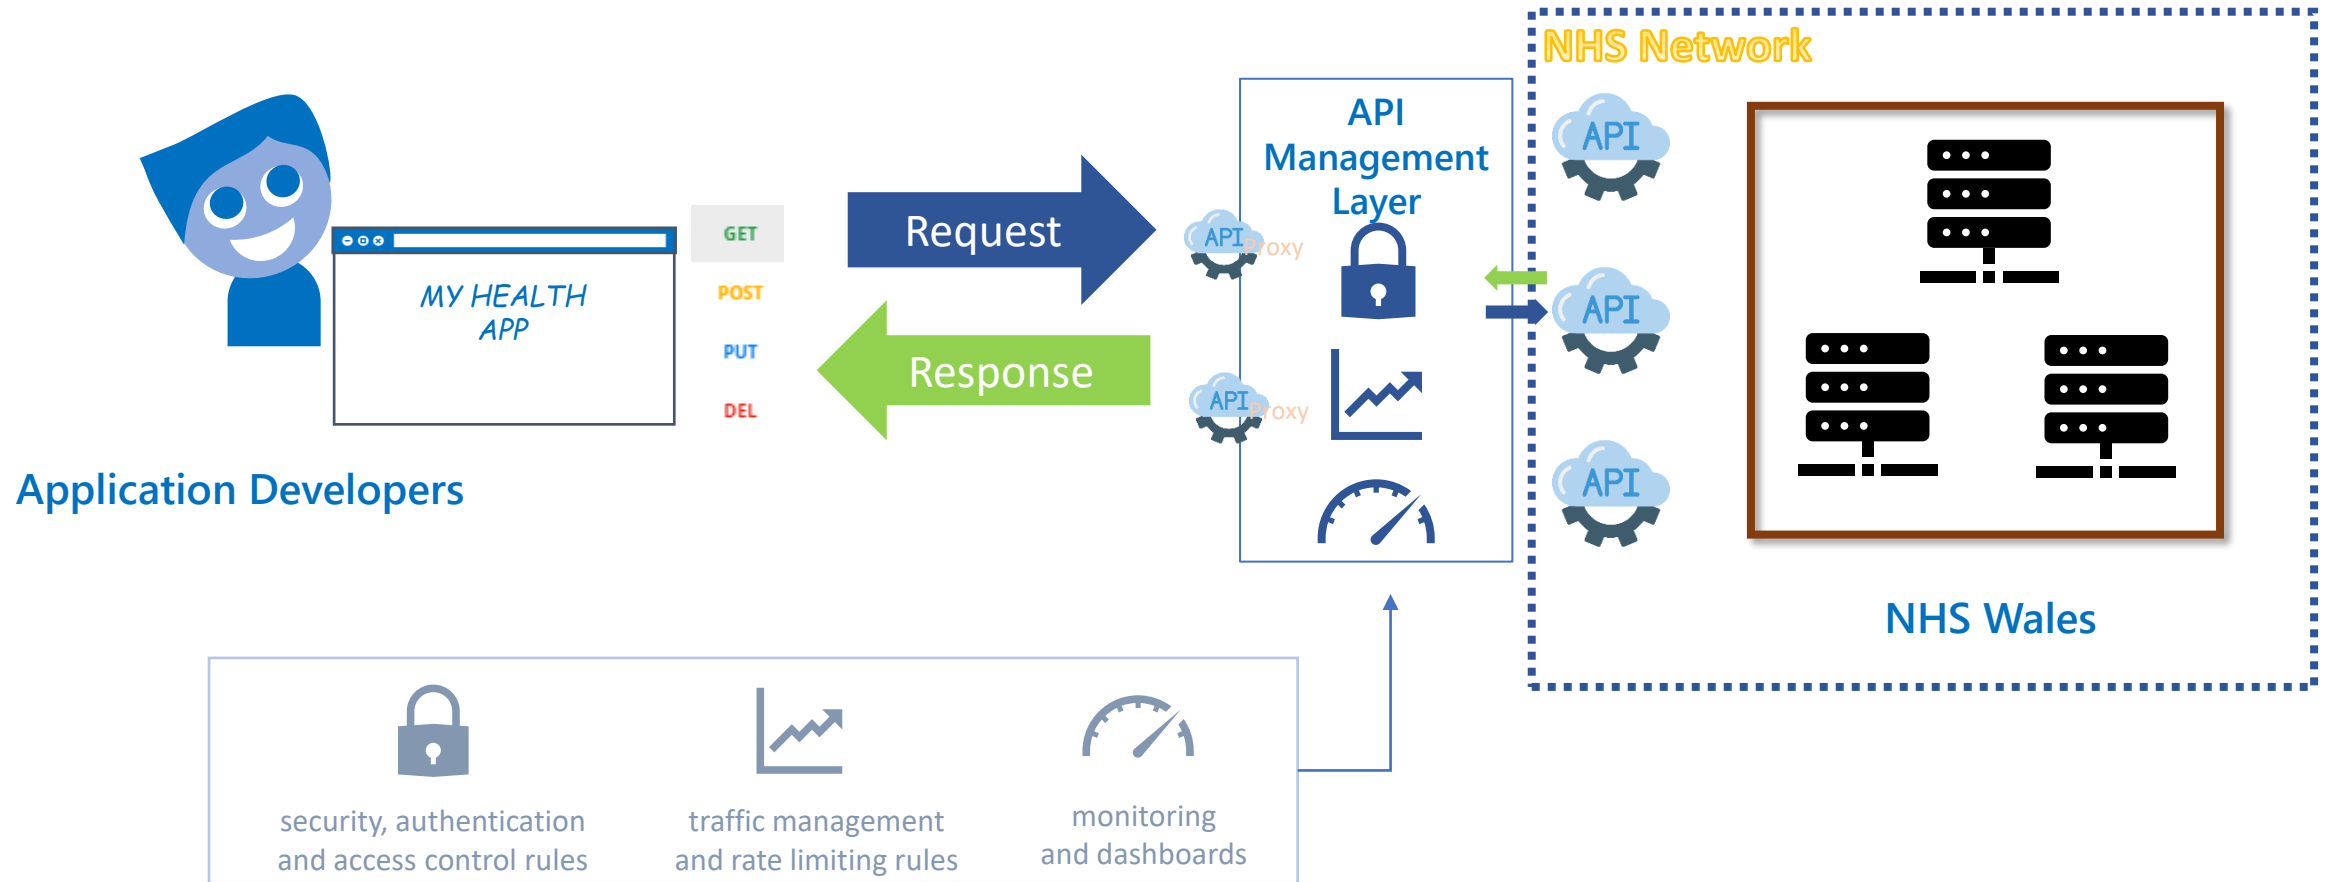 NHS Network
API
Management
Layer
API
API
Proxy
API
Proxy
API
API
MY HEALTH
APP
GET
POST
PUT
DEL
Request
Response
Application Developers
NHS Wales
security, authentication
and access control rules
traffic management
and rate limiting rules
monitoring
and dashboards